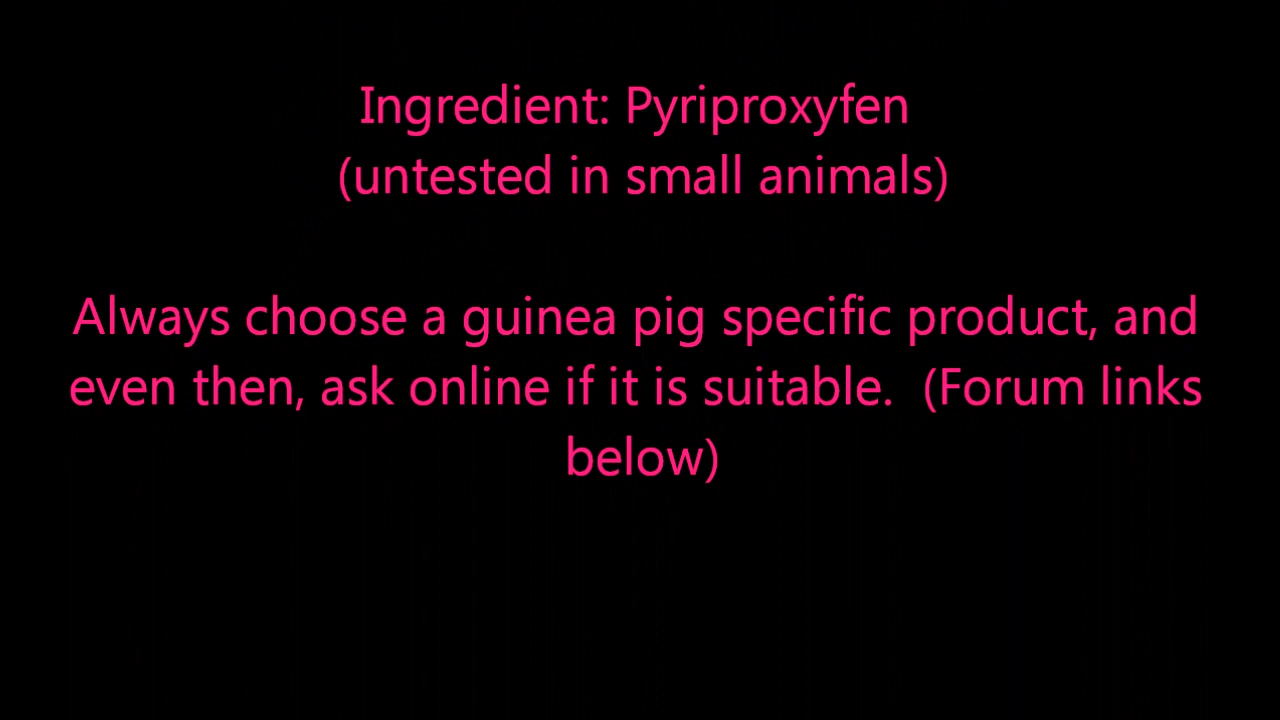 Ingredient: Pyriproxyfen
(untested in small animals)
Always choose a guinea pig specific product, and
even then, ask online if it is suitable.  (Forum links
below)